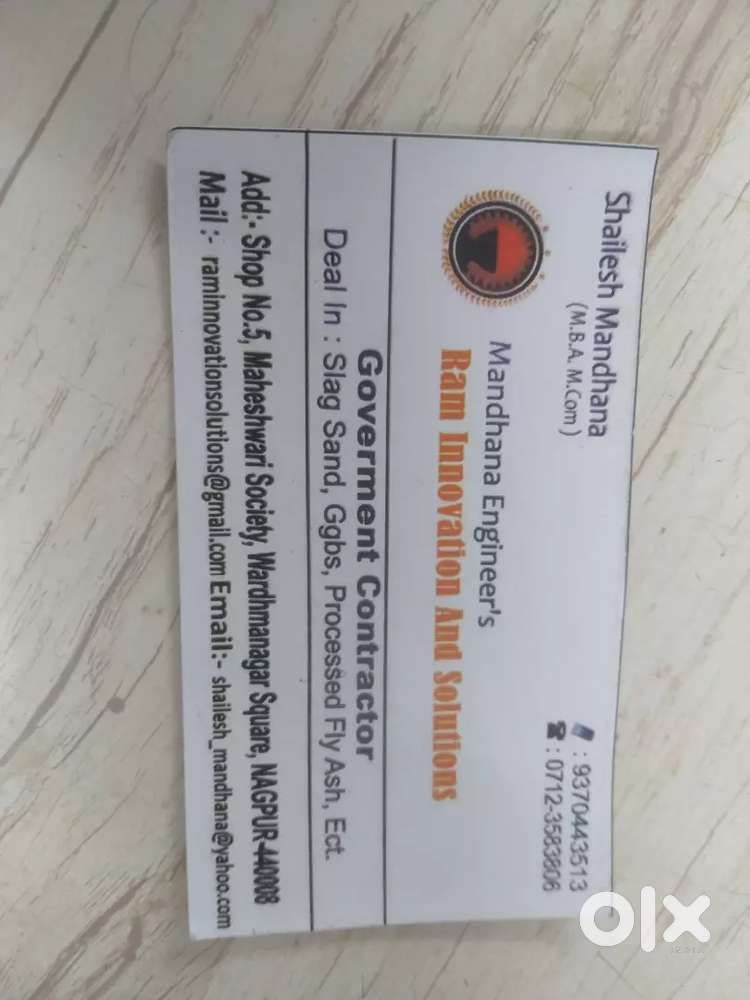 Shailesh Mandhana
(M.B.A. M.Com)
: 9370443513
: 0712-3583806
Mandhana Engineer's
Ram Innovation And Solutions
Goverment Contractor
Deal In : Slag Sand, Ggbs, Processed Fly Ash, Ect.
Add:- Shop No.5, Maheshwari Society, Wardhmanagar Square, NAGPUR-440008
Mail :- raminnovationsolutions@gmail.com Email:- shailesh_mandhana@yahoo.com
olx